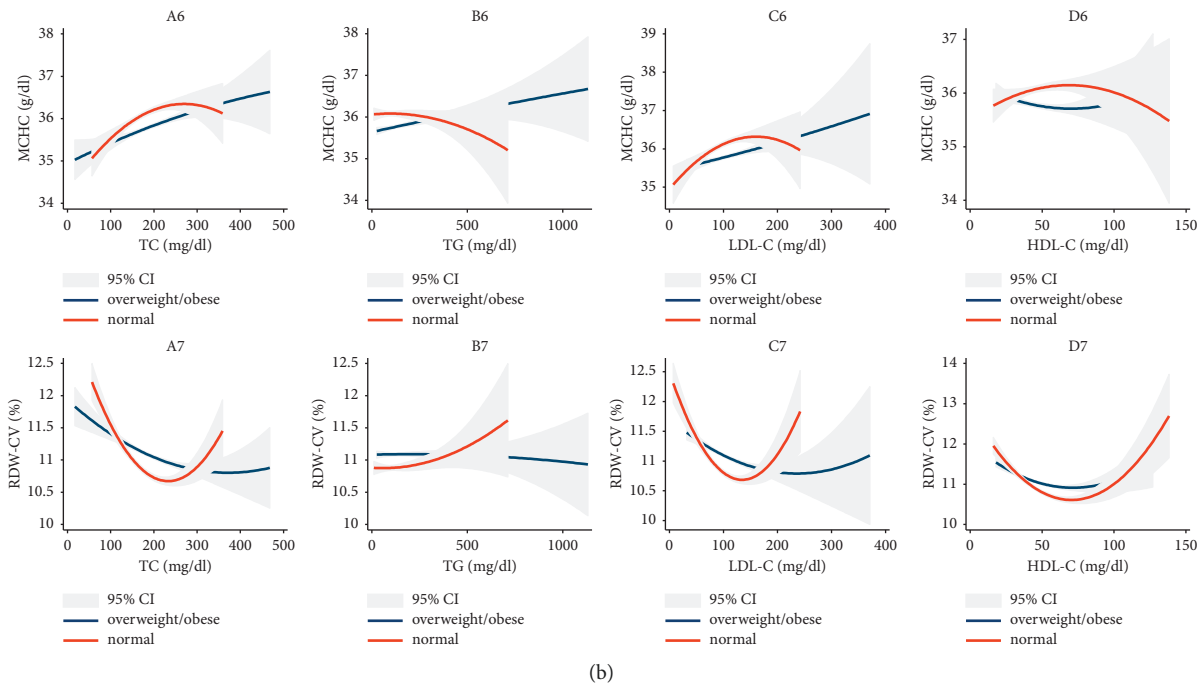 A6
MCHC (g/dl)
38
37
36
35
34
0 100 200 300 400 500
TC (mg/dl)
95% CI
overweight/obese
normal
B6
MCHC (g/dl)
38
37
36
35
34
0 500 1000
TG (mg/dl)
95% CI
overweight/obese
normal
C6
MCHC (g/dl)
39
38
37
36
35
0 100 200 300 400
LDL-C (mg/dl)
95% CI
overweight/obese
normal
D6
MCHC (g/dl)
37
36
35
34
0 50 100 150
HDL-C (mg/dl)
95% CI
overweight/obese
normal
A7
RDW-CV (%)
12.5
12
11.5
11
10.5
10
0 100 200 300 400 500
TC (mg/dl)
95% CI
overweight/obese
normal
B7
RDW-CV (%)
12.5
12
11.5
11
10.5
10
0 500 1000
TG (mg/dl)
95% CI
overweight/obese
normal
C7
RDW-CV (%)
12.5
12
11.5
11
10.5
10
0 100 200 300 400
LDL-C (mg/dl)
95% CI
overweight/obese
normal
D7
RDW-CV (%)
14
13
12
11
10
0 50 100 150
HDL-C (mg/dl)
95% CI
overweight/obese
normal
(b)